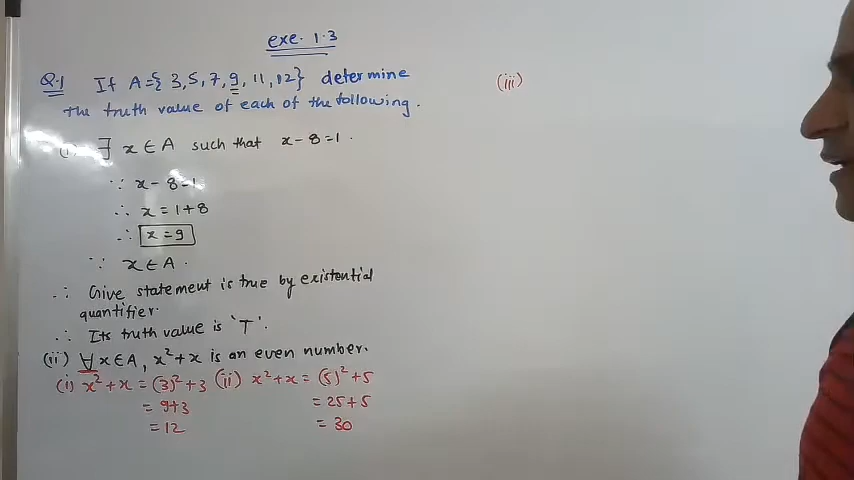 exe. 1.3
Q.1 If A={ 3,5,7,9,11,12} determine
the truth value of each of the following.
(i) ∃ x∈A such that x-8=1.
∵ x-8=1
∴ x=1+8
∴ x=9
∵ x∈A.
∴ Give statement is true by existential
quantifier.
∴ Its truth value is 'T'.
(ii) ∀x∈A, x²+x is an even number.
(i) x²+x = (3)²+3
= 9+3
= 12
(ii) x²+x = (5)²+5
= 25+5
= 30
(iii)